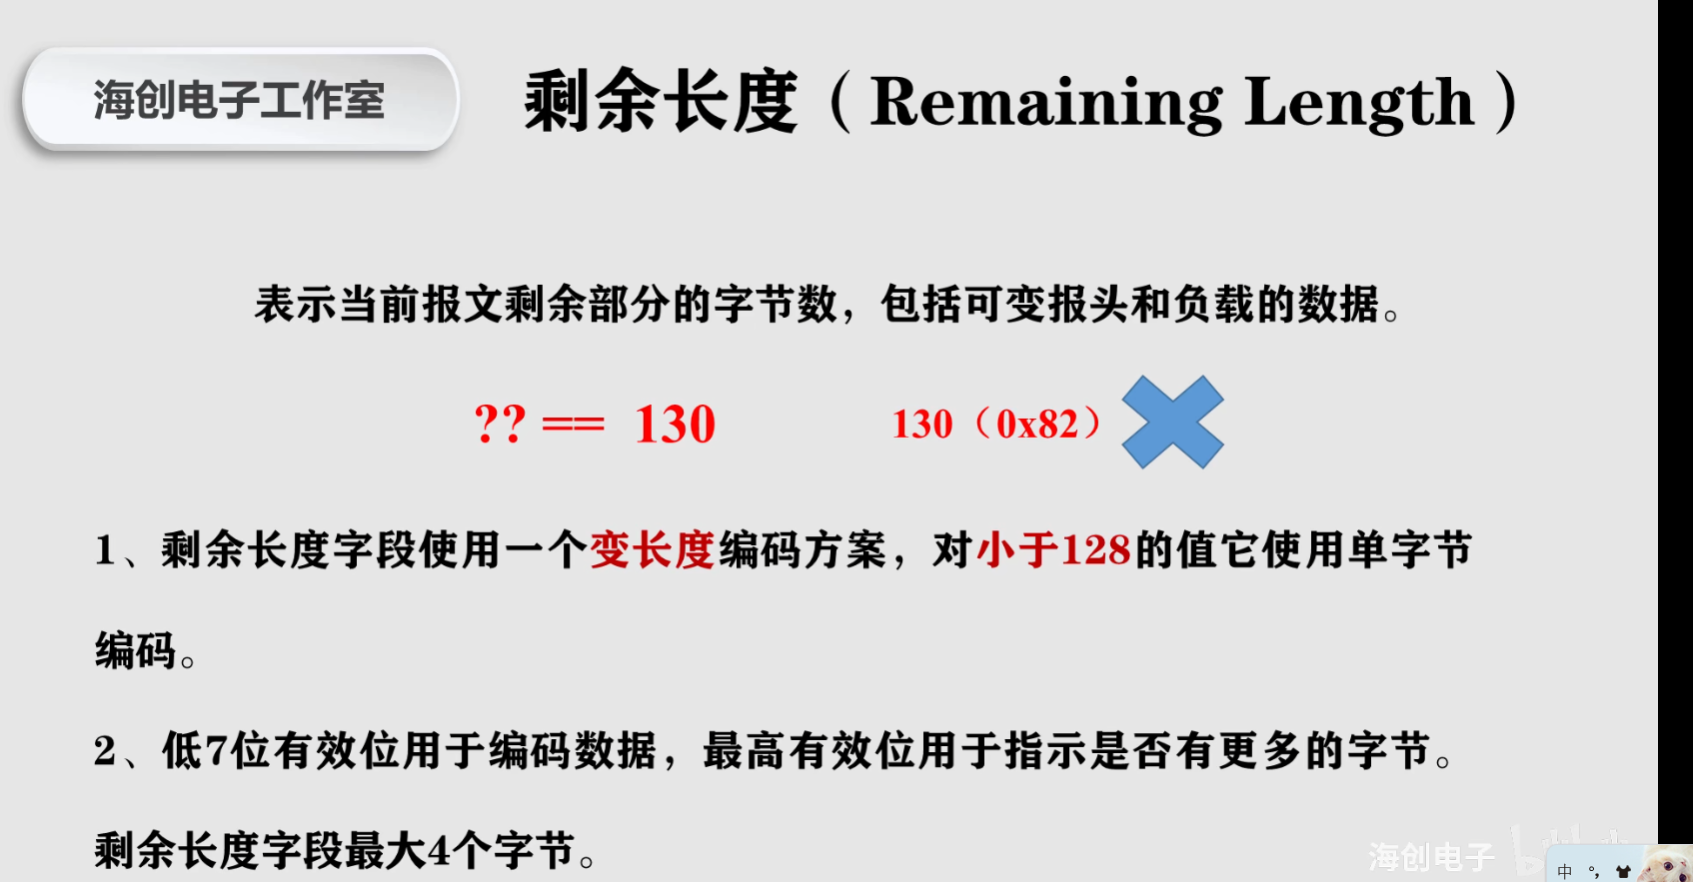 海创电子工作室
剩余长度（Remaining Length）
表示当前报文剩余部分的字节数，包括可变报头和负载的数据。
?? == 130
130（0x82）
1、剩余长度字段使用一个变长度编码方案，对小于128的值它使用单字节
编码。
2、低7位有效位用于编码数据，最高有效位用于指示是否有更多的字节。
剩余长度字段最大4个字节。
海创电子
中 °,